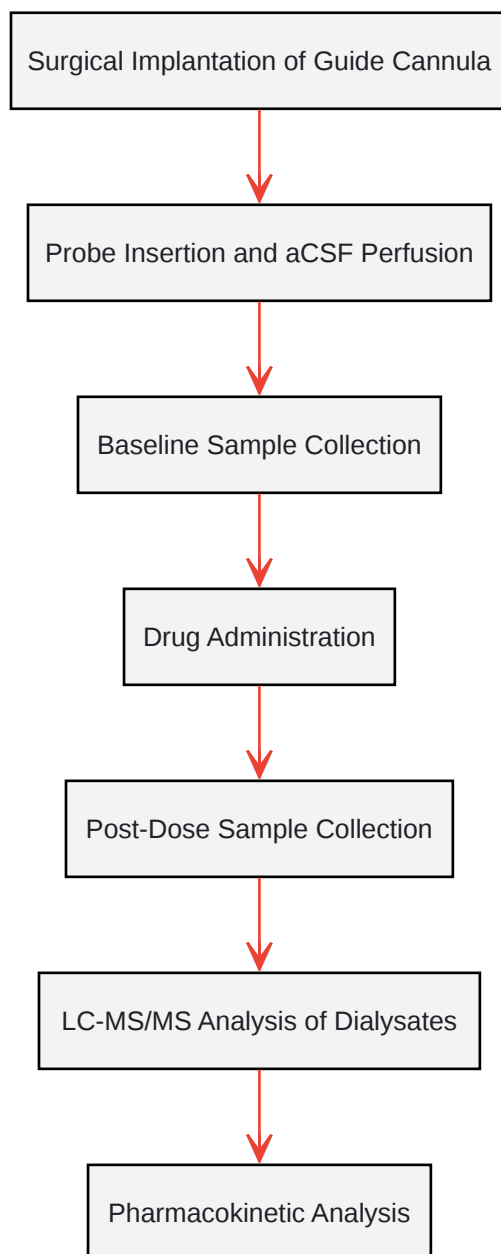 Surgical Implantation of Guide Cannula
Probe Insertion and aCSF Perfusion
Baseline Sample Collection
Drug Administration
Post-Dose Sample Collection
LC-MS/MS Analysis of Dialysates
Pharmacokinetic Analysis